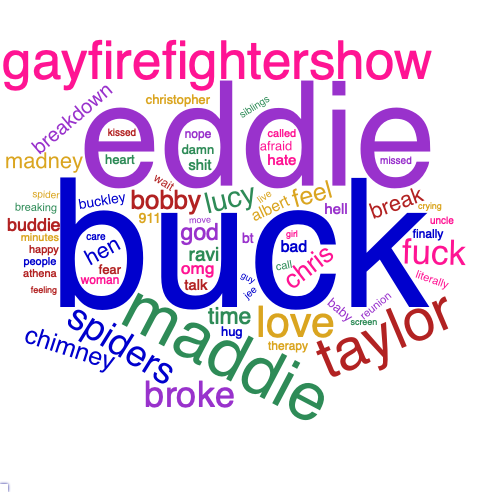 gayfirefightershow
eddie
buck
breakdown
christopher
siblings
kissed
nope
called
madney
heart
damn
afraid
shit
hate
missed
wait
spider
buckley
bobby
lucy
live
feel
albert
hell
break
crying
breaking
buddie
911
move
uncle
minutes
care
god
bt
girl
bad
finally
happy
hen
ravi
chris
fuck
people
athena
fear
omg
call
woman
talk
guy
literally
feeling
jee
baby
reunion
maddie
time
love
screen
taylor
spiders
hug
chimney
therapy
broke